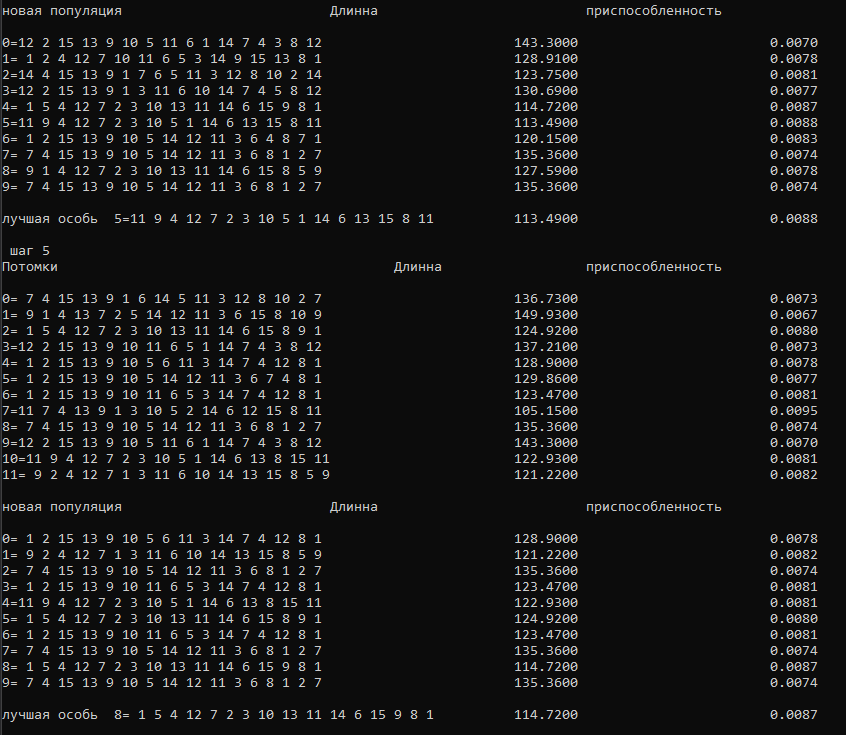 новая популяция Длинна приспособленность
0=12 2 15 13 9 10 5 11 6 1 14 7 4 3 8 12 143.3000 0.0070
1= 1 2 4 12 7 10 11 6 5 3 14 9 15 13 8 1 128.9100 0.0078
2=14 4 15 13 9 1 7 6 5 11 3 12 8 10 2 14 123.7500 0.0081
3=12 2 15 13 9 1 3 11 6 10 14 7 4 5 8 12 130.6900 0.0077
4= 1 5 4 12 7 2 3 10 13 11 14 6 15 9 8 1 114.7200 0.0087
5=11 9 4 12 7 2 3 10 5 1 14 6 13 15 8 11 113.4900 0.0088
6= 1 2 15 13 9 10 5 14 12 11 3 6 4 8 7 1 120.1500 0.0083
7= 7 4 15 13 9 10 5 14 12 11 3 6 8 1 2 7 135.3600 0.0074
8= 9 1 4 12 7 2 3 10 13 11 14 6 15 8 5 9 127.5900 0.0078
9= 7 4 15 13 9 10 5 14 12 11 3 6 8 1 2 7 135.3600 0.0074
лучшая особь 5=11 9 4 12 7 2 3 10 5 1 14 6 13 15 8 11 113.4900 0.0088
шаг 5
Потомки Длинна приспособленность
0= 7 4 15 13 9 1 6 14 5 11 3 12 8 10 2 7 136.7300 0.0073
1= 9 1 4 13 7 2 5 14 12 11 3 6 15 8 10 9 149.9300 0.0067
2= 1 5 4 12 7 2 3 10 13 11 14 6 15 8 9 1 124.9200 0.0080
3=12 2 15 13 9 10 11 6 5 1 14 7 4 3 8 12 137.2100 0.0073
4= 1 2 15 13 9 10 5 6 11 3 14 7 4 12 8 1 128.9000 0.0078
5= 1 2 15 13 9 10 5 14 12 11 3 6 7 4 8 1 129.8600 0.0077
6= 1 2 15 13 9 10 11 6 5 3 14 7 4 12 8 1 123.4700 0.0081
7=11 7 4 13 9 1 3 10 5 2 14 6 12 15 8 11 105.1500 0.0095
8= 7 4 15 13 9 10 5 14 12 11 3 6 8 1 2 7 135.3600 0.0074
9=12 2 15 13 9 10 5 11 6 1 14 7 4 3 8 12 143.3000 0.0070
10=11 9 4 12 7 2 3 10 5 1 14 6 13 8 15 11 122.9300 0.0081
11= 9 2 4 12 7 1 3 11 6 10 14 13 15 8 5 9 121.2200 0.0082
новая популяция Длинна приспособленность
0= 1 2 15 13 9 10 5 6 11 3 14 7 4 12 8 1 128.9000 0.0078
1= 9 2 4 12 7 1 3 11 6 10 14 13 15 8 5 9 121.2200 0.0082
2= 7 4 15 13 9 10 5 14 12 11 3 6 8 1 2 7 135.3600 0.0074
3= 1 2 15 13 9 10 11 6 5 3 14 7 4 12 8 1 123.4700 0.0081
4=11 9 4 12 7 2 3 10 5 1 14 6 13 8 15 11 122.9300 0.0081
5= 1 5 4 12 7 2 3 10 13 11 14 6 15 8 9 1 124.9200 0.0080
6= 1 2 15 13 9 10 11 6 5 3 14 7 4 12 8 1 123.4700 0.0081
7= 7 4 15 13 9 10 5 14 12 11 3 6 8 1 2 7 135.3600 0.0074
8= 1 5 4 12 7 2 3 10 13 11 14 6 15 9 8 1 114.7200 0.0087
9= 7 4 15 13 9 10 5 14 12 11 3 6 8 1 2 7 135.3600 0.0074
лучшая особь 8= 1 5 4 12 7 2 3 10 13 11 14 6 15 9 8 1 114.7200 0.0087